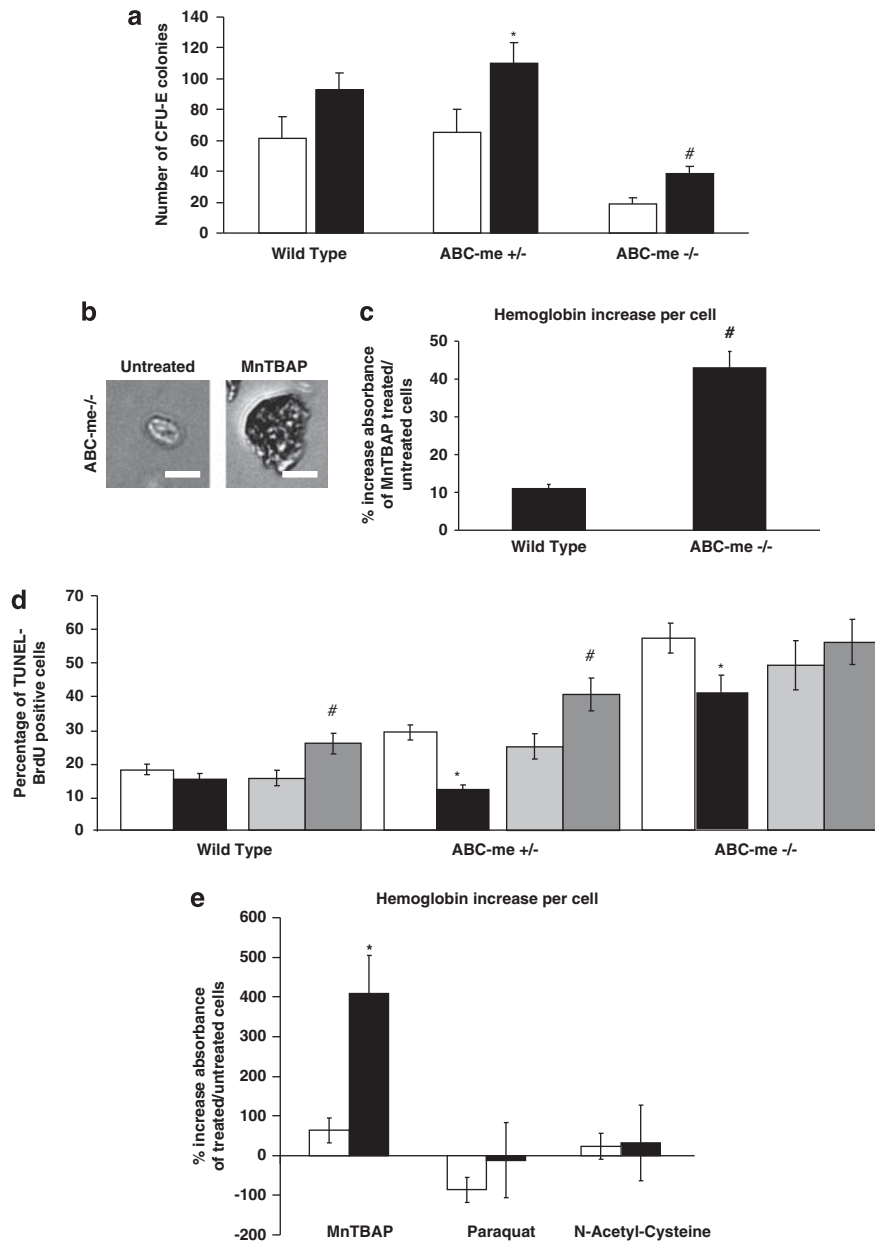 a
Number of CFU-E colonies
140
120
100
80
60
40
20
0
*
#
Wild Type
ABC-me +/-
ABC-me -/-
b
Untreated
MnTBAP
ABC-me-/-
c
Hemoglobin increase per cell
% increase absorbance
of MnTBAP treated/
untreated cells
50
40
30
20
10
0
#
Wild Type
ABC-me -/-
d
Percentage of TUNEL-
BrdU positive cells
70
60
50
40
30
20
10
0
#
*
#
*
Wild Type
ABC-me +/-
ABC-me -/-
e
Hemoglobin increase per cell
% increase absorbance
of treated/untreated cells
600
500
400
300
200
100
0
-100
-200
*
MnTBAP
Paraquat
N-Acetyl-Cysteine